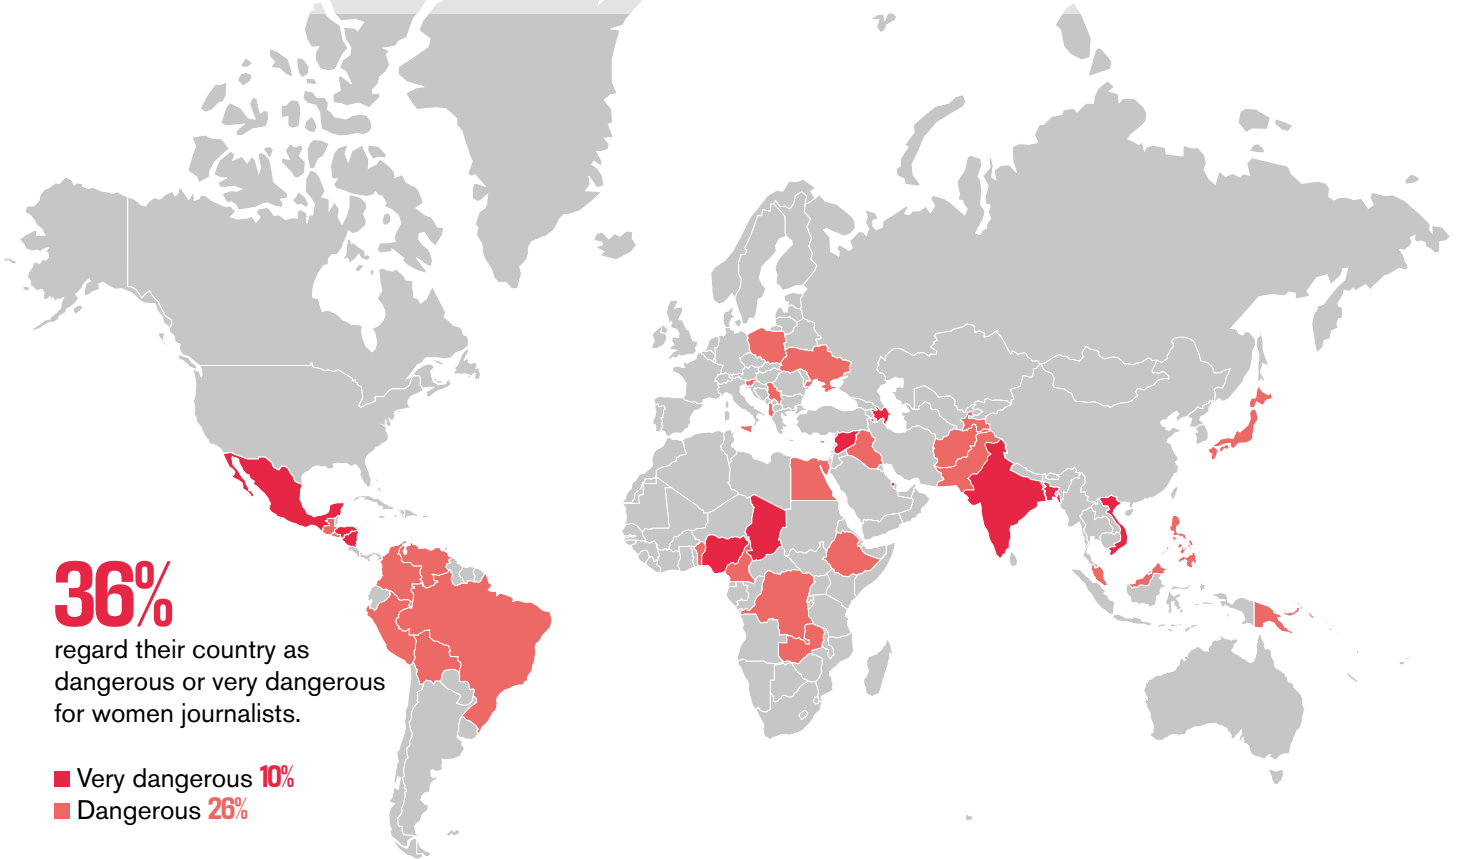 36%
regard their country as
dangerous or very dangerous
for women journalists.
Very dangerous 10%
Dangerous 26%